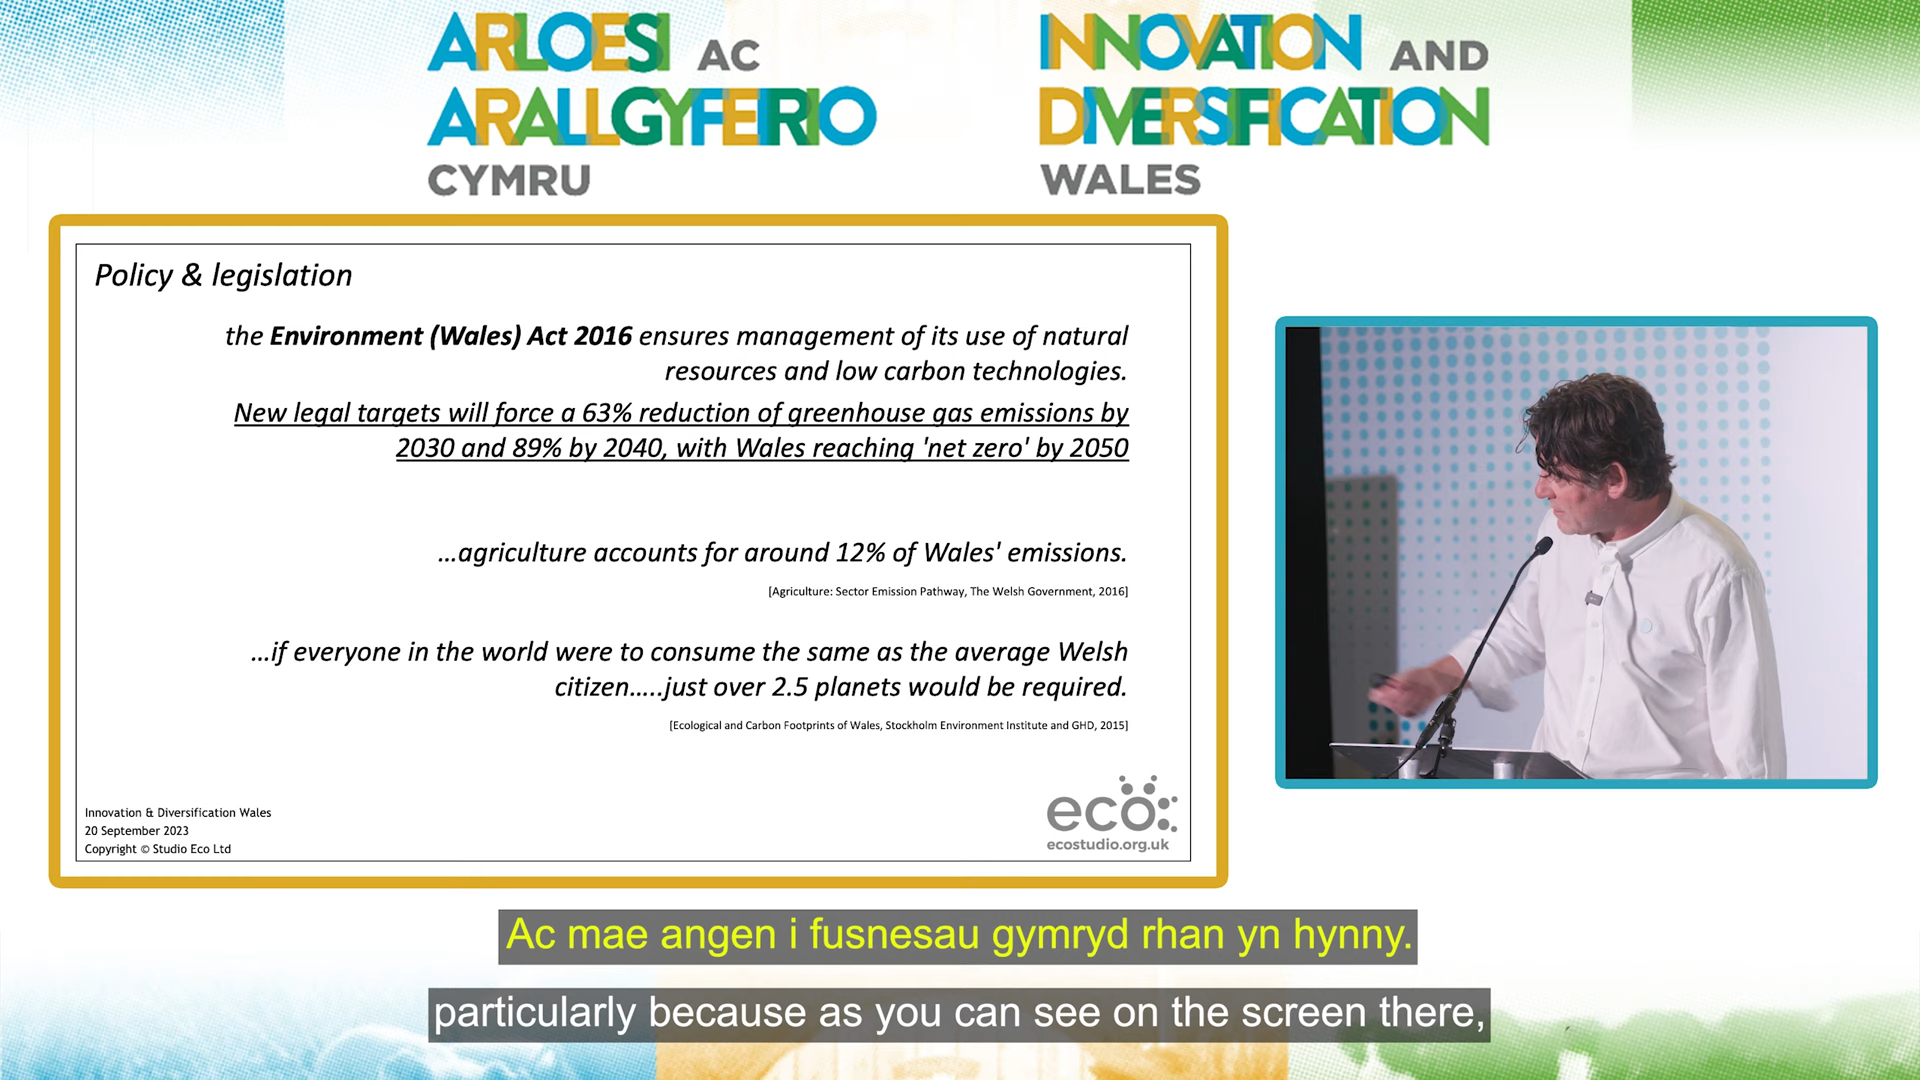 ARLOESI AC
ARALLGYFEIRIO
CYMRU
INNOVATION AND
DIVERSIFICATION
WALES
Policy & legislation
the Environment (Wales) Act 2016 ensures management of its use of natural
resources and low carbon technologies.
New legal targets will force a 63% reduction of greenhouse gas emissions by
2030 and 89% by 2040, with Wales reaching 'net zero' by 2050
...agriculture accounts for around 12% of Wales' emissions.
[Agriculture: Sector Emission Pathway, The Welsh Government, 2016]
...if everyone in the world were to consume the same as the average Welsh
citizen.....just over 2.5 planets would be required.
[Ecological and Carbon Footprints of Wales, Stockholm Environment Institute and GHD, 2015]
Innovation & Diversification Wales
20 September 2023
Copyright © Studio Eco Ltd
eco
ecostudio.org.uk
Ac mae angen i fusnesau gymryd rhan yn hynny.
particularly because as you can see on the screen there,